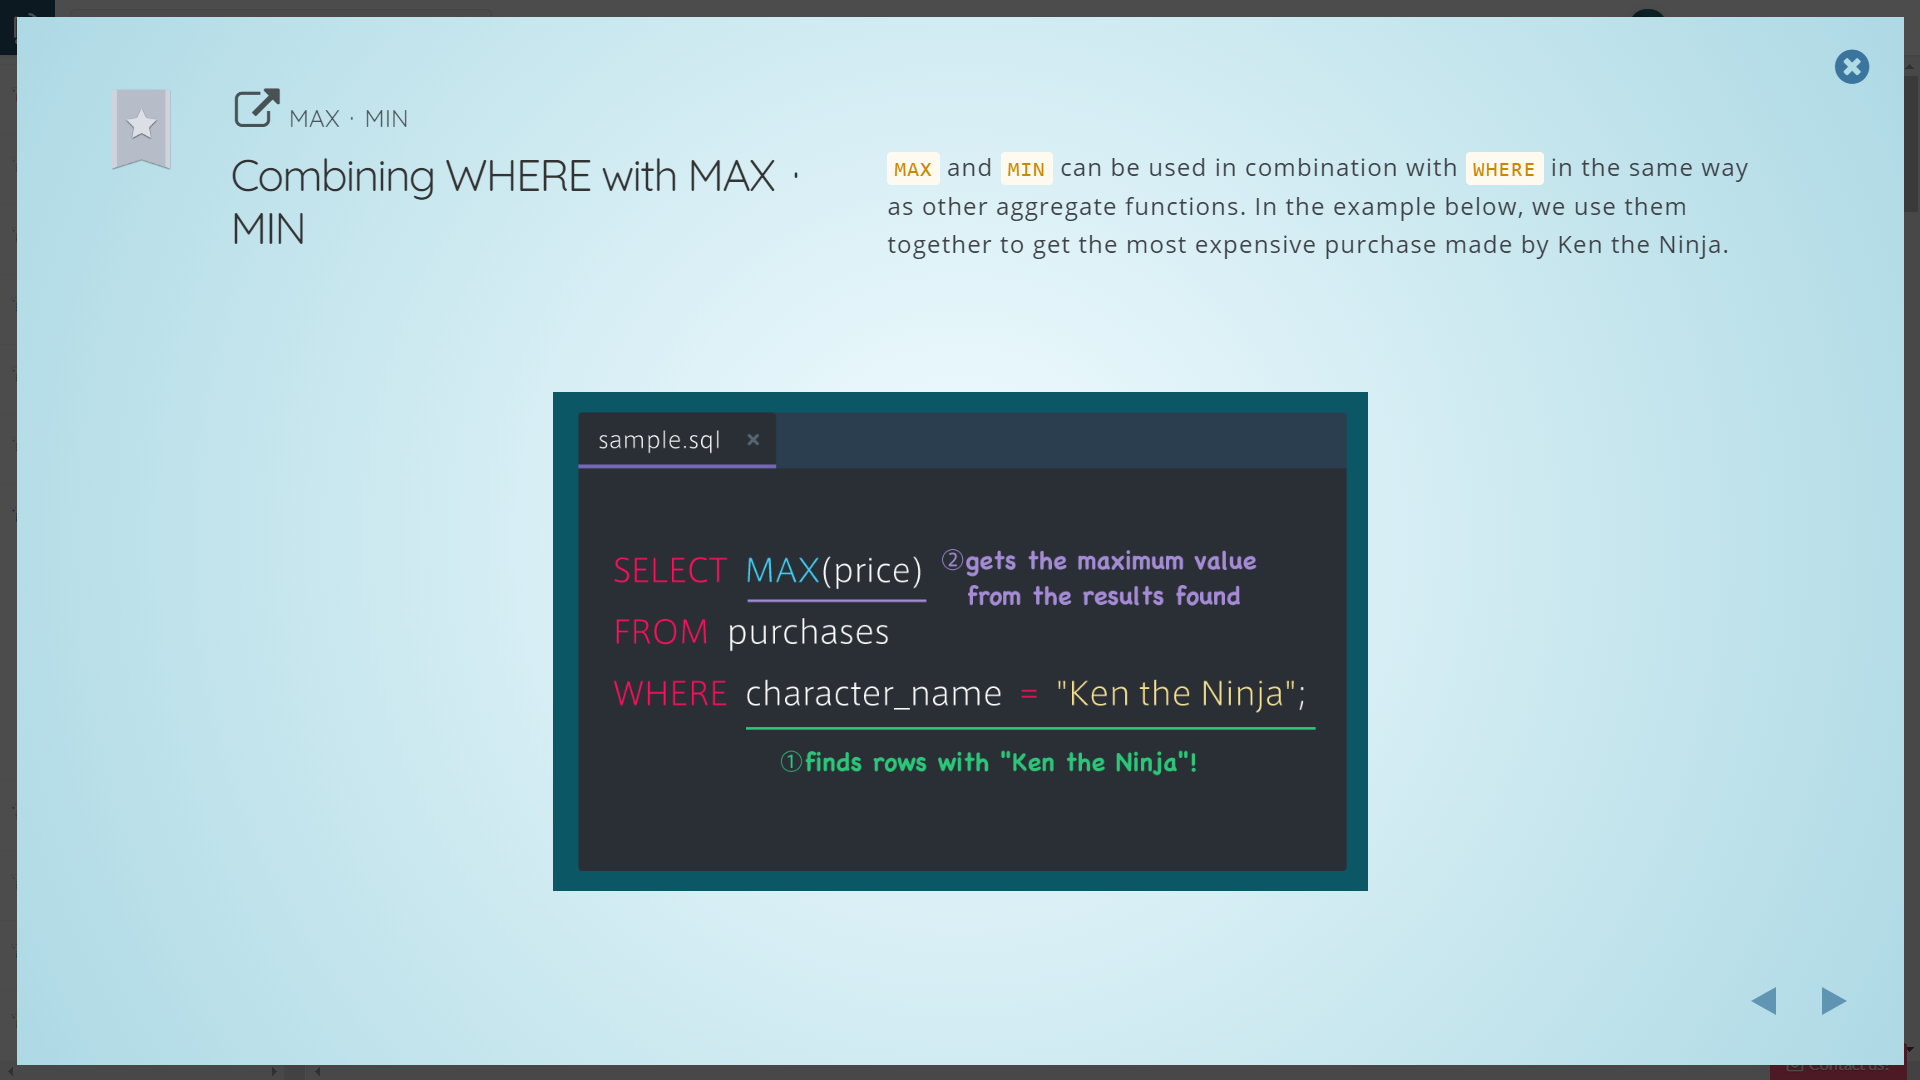 MAX · MIN
Combining WHERE with MAX ·
MIN
MAX and MIN can be used in combination with WHERE in the same way
as other aggregate functions. In the example below, we use them
together to get the most expensive purchase made by Ken the Ninja.
sample.sql
SELECT MAX(price) ②gets the maximum value
from the results found
FROM purchases
WHERE character_name = "Ken the Ninja";
①finds rows with "Ken the Ninja"!
Contact us!